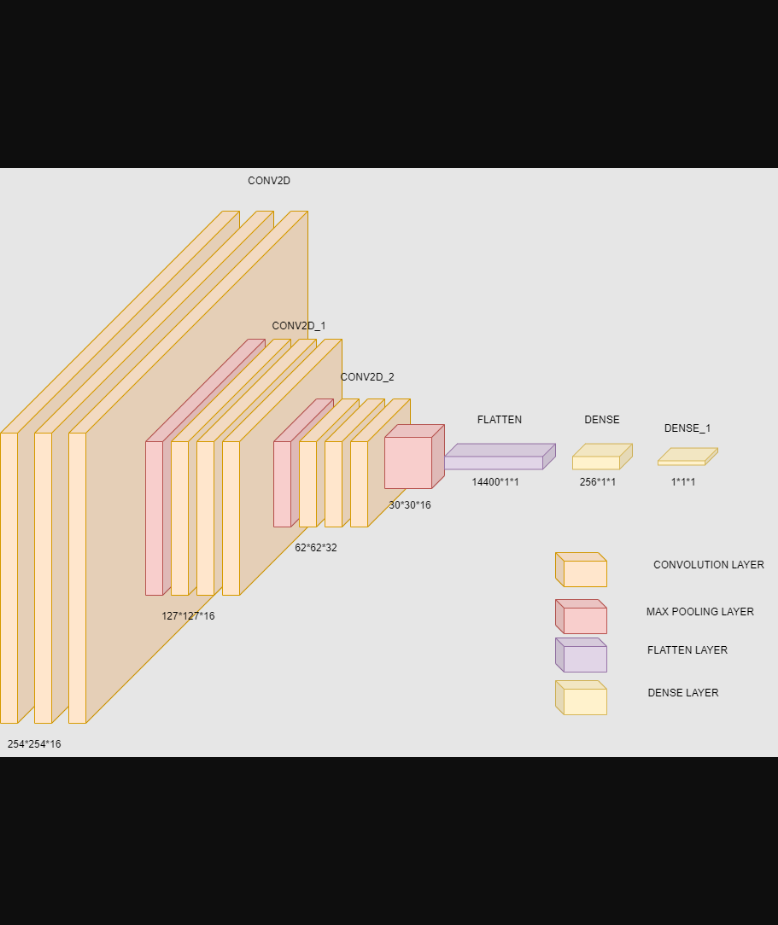 CONV2D
CONV2D_1
CONV2D_2
FLATTEN
DENSE
DENSE_1
14400*1*1
256*1*1
1*1*1
30*30*16
62*62*32
127*127*16
254*254*16
CONVOLUTION LAYER
MAX POOLING LAYER
FLATTEN LAYER
DENSE LAYER